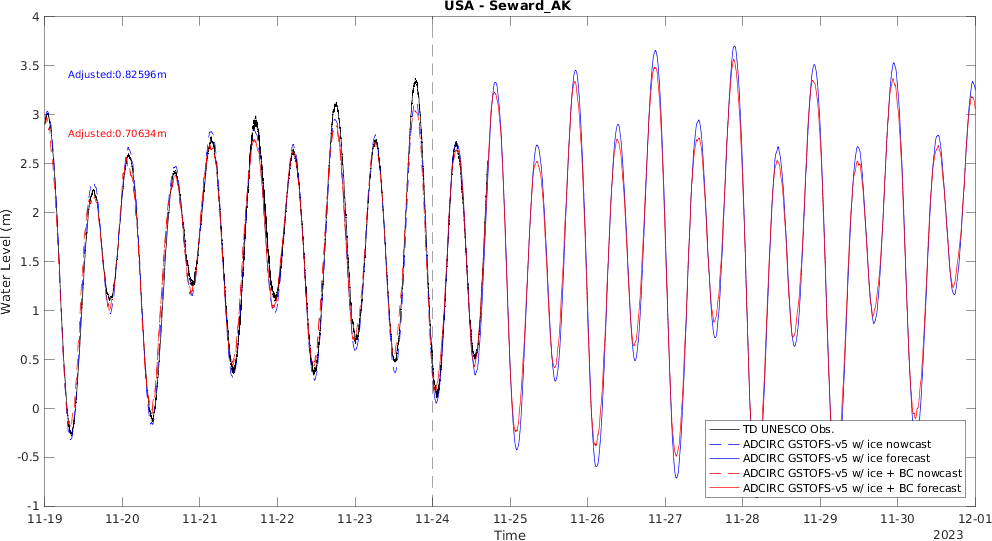 USA - Seward_AK
4
3.5
3
2.5
2
1.5
1
0.5
0
-0.5
-1
Water Level (m)
Adjusted:0.82596m
Adjusted:0.70634m
TD UNESCO Obs.
ADCIRC GSTOFS-v5 w/ ice nowcast
ADCIRC GSTOFS-v5 w/ ice forecast
ADCIRC GSTOFS-v5 w/ ice + BC nowcast
ADCIRC GSTOFS-v5 w/ ice + BC forecast
11-19 11-20 11-21 11-22 11-23 11-24 11-25 11-26 11-27 11-28 11-29 11-30 12-01
Time
2023